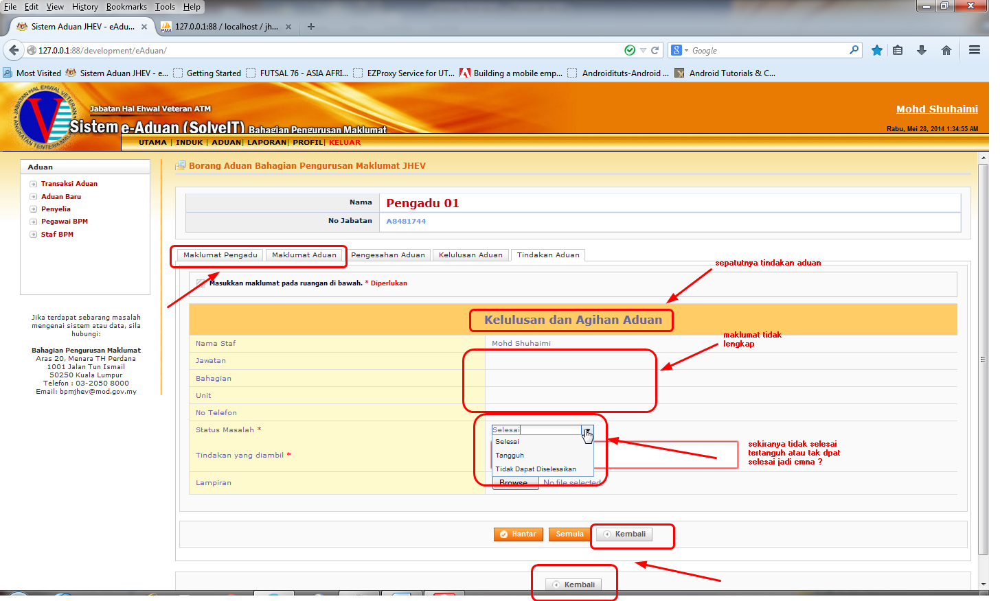 File Edit View History Bookmarks Tools Help
Sistem Aduan JHEV - eAdu... × 127.0.0.1:88 / localhost / jh... × +
127.0.0.1:88/development/eAduan/ Google
Most Visited Sistem Aduan JHEV - e... Getting Started FUTSAL 76 - ASIA AFRI... EZProxy Service for UT... Building a mobile emp... Androidituts-Android ... Android Tutorials & C...
Jabatan Hal Ehwal Veteran ATM
Sistem e-Aduan (SolveIT) Bahagian Pengurusan Maklumat
Mohd Shuhaimi
Rabu, Mei 28, 2014 1:34:55 AM
UTAMA | INDUK | ADUAN| LAPORAN| PROFIL| KELUAR
Aduan
Transaksi Aduan
Aduan Baru
Penyelia
Pegawai BPM
Staf BPM
Jika terdapat sebarang masalah
mengenai sistem atau data, sila
hubungi:
Bahagian Pengurusan Maklumat
Aras 20, Menara TH Perdana
1001 Jalan Tun Ismail
50250 Kuala Lumpur
Telefon : 03-2050 8000
Email: bpmjhev@mod.gov.my
Borang Aduan Bahagian Pengurusan Maklumat JHEV
Nama Pengadu 01
No Jabatan A8481744
Maklumat Pengadu Maklumat Aduan Pengesahan Aduan Kelulusan Aduan Tindakan Aduan
sepatutnya tindakan aduan
Masukkan maklumat pada ruangan di bawah. * Diperlukan
Kelulusan dan Agihan Aduan
maklumat tidak
lengkap
Nama Staf Mohd Shuhaimi
Jawatan
Bahagian
Unit
No Telefon
Status Masalah * Selesai
Selesai
Tangguh
Tidak Dapat Diselesaikan
Tindakan yang diambil *
sekiranya tidak selesai
tertanguh atau tak dpat
selesai jadi cmna ?
Lampiran Browse... No file selected.
Hantar Semula Kembali
Kembali